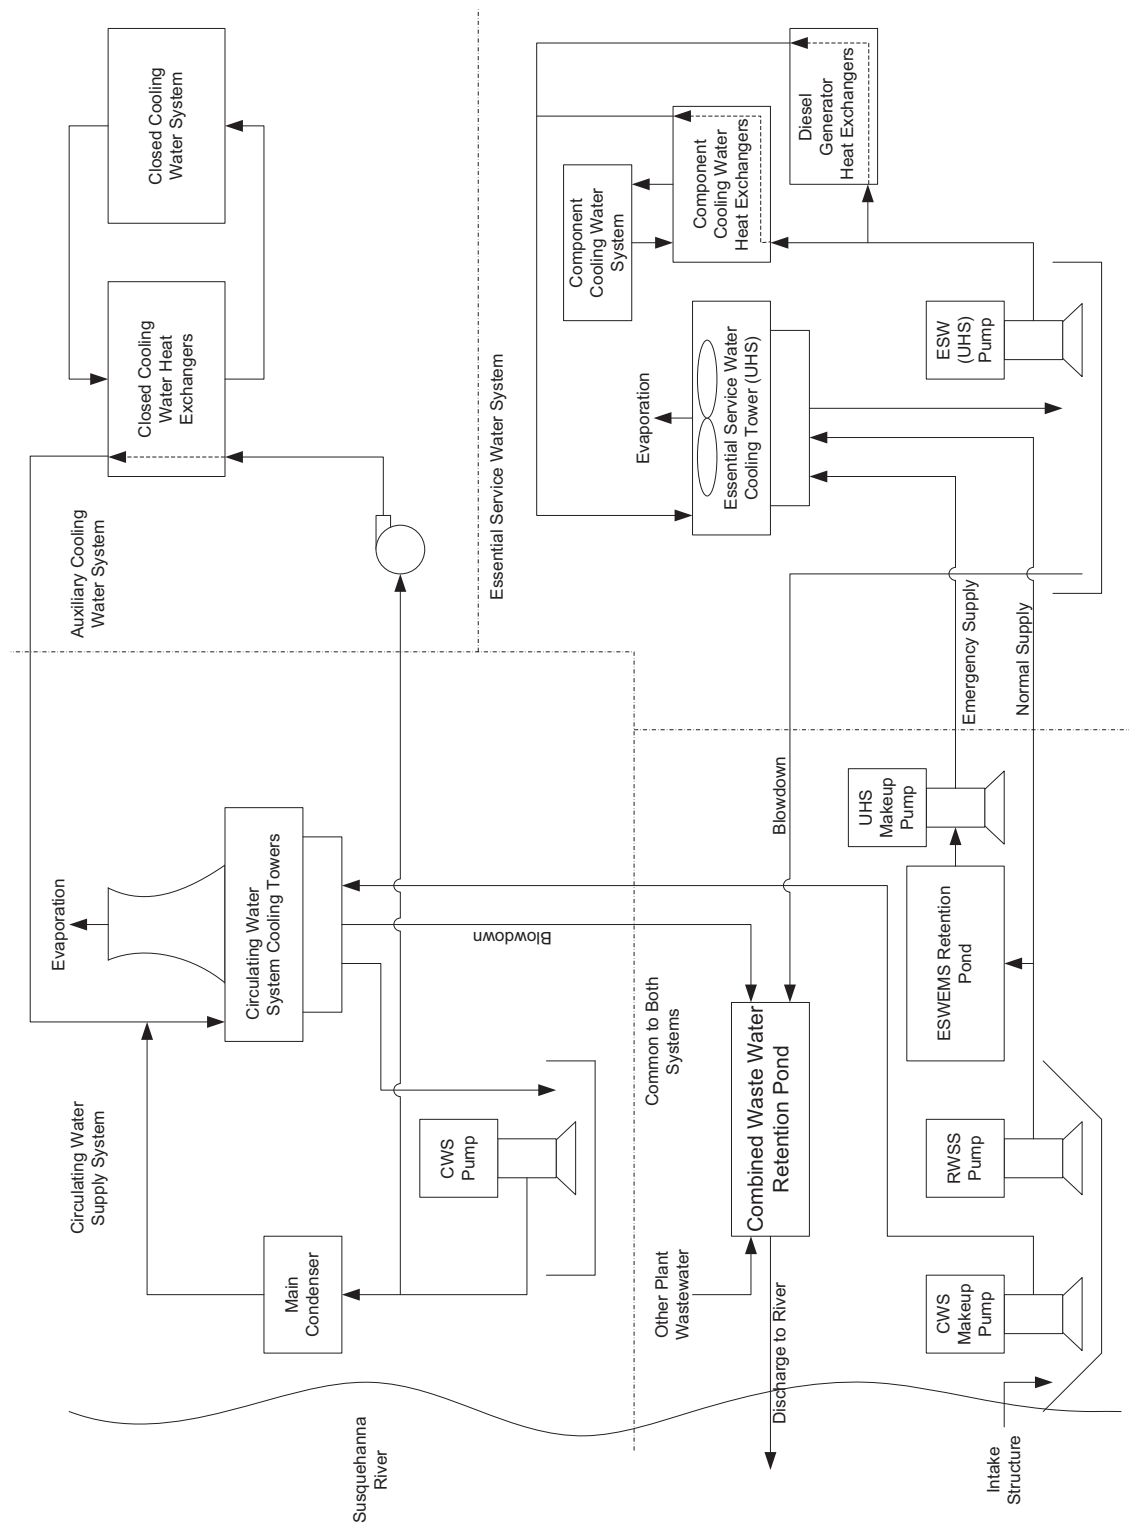 Susquehanna
River
Circulating Water
Supply System
Main
Condenser
CWS
Pump
Evaporation
Circulating Water
System Cooling Towers
Blowdown
Auxiliary Cooling
Water System
Closed Cooling
Water Heat
Exchangers
Closed Cooling
Water System
Essential Service Water System
Evaporation
Essential Service Water
Cooling Tower (UHS)
Component
Cooling Water
System
Component
Cooling Water
Heat Exchangers
Diesel
Generator
Heat Exchangers
ESW
(UHS)
Pump
Common to Both
Systems
Other Plant
Wastewater
Combined Waste Water
Retention Pond
Discharge to River
Blowdown
UHS
Makeup
Pump
ESWEMS Retention
Pond
Emergency Supply
Normal Supply
RWSS
Pump
CWS
Makeup
Pump
Intake
Structure